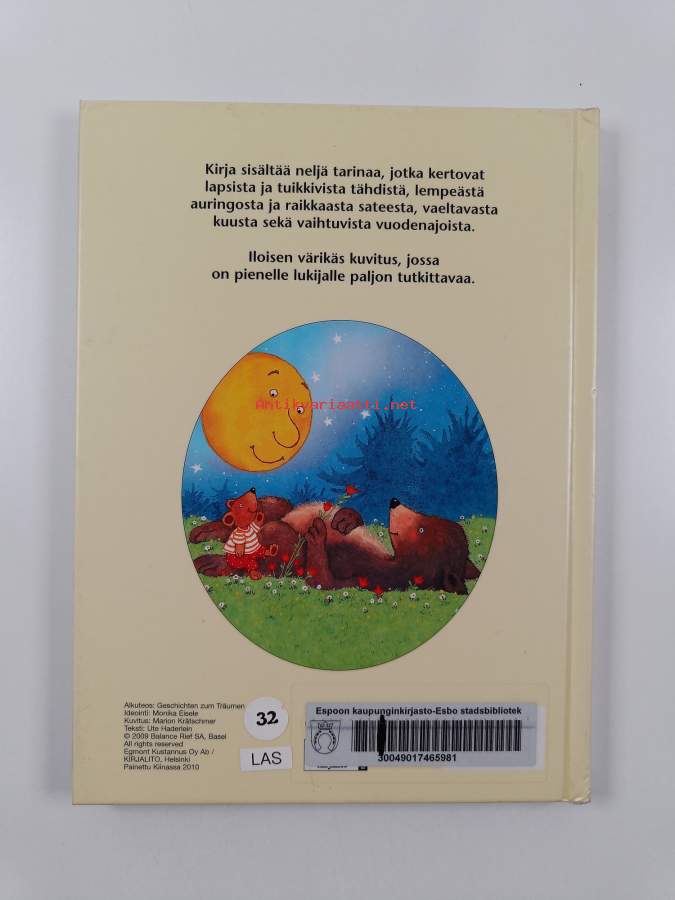 Kirja sisältää neljä tarinaa, jotka kertovat
lapsista ja tuikkivista tähdistä, lempeästä
auringosta ja raikkaasta sateesta, vaeltavasta
kuusta sekä vaihtuvista vuodenajoista.
Iloisen värikäs kuvitus, jossa
on pienelle lukijalle paljon tutkittavaa.
Antikvariaatti.net
Alkuteos: Geschichten zum Träumen
Ideointi: Monika Eisele
Kuvitus: Marion Krätschmer
Teksti: Ute Haderlein
© 2009 Balance Rief SA, Basel
All rights reserved
Egmont Kustannus Oy Ab /
KIRJALITO, Helsinki
Painettu Kiinassa 2010
32
LAS
Espoon kaupunginkirjasto-Esbo stadsbibliotek
30049017465981